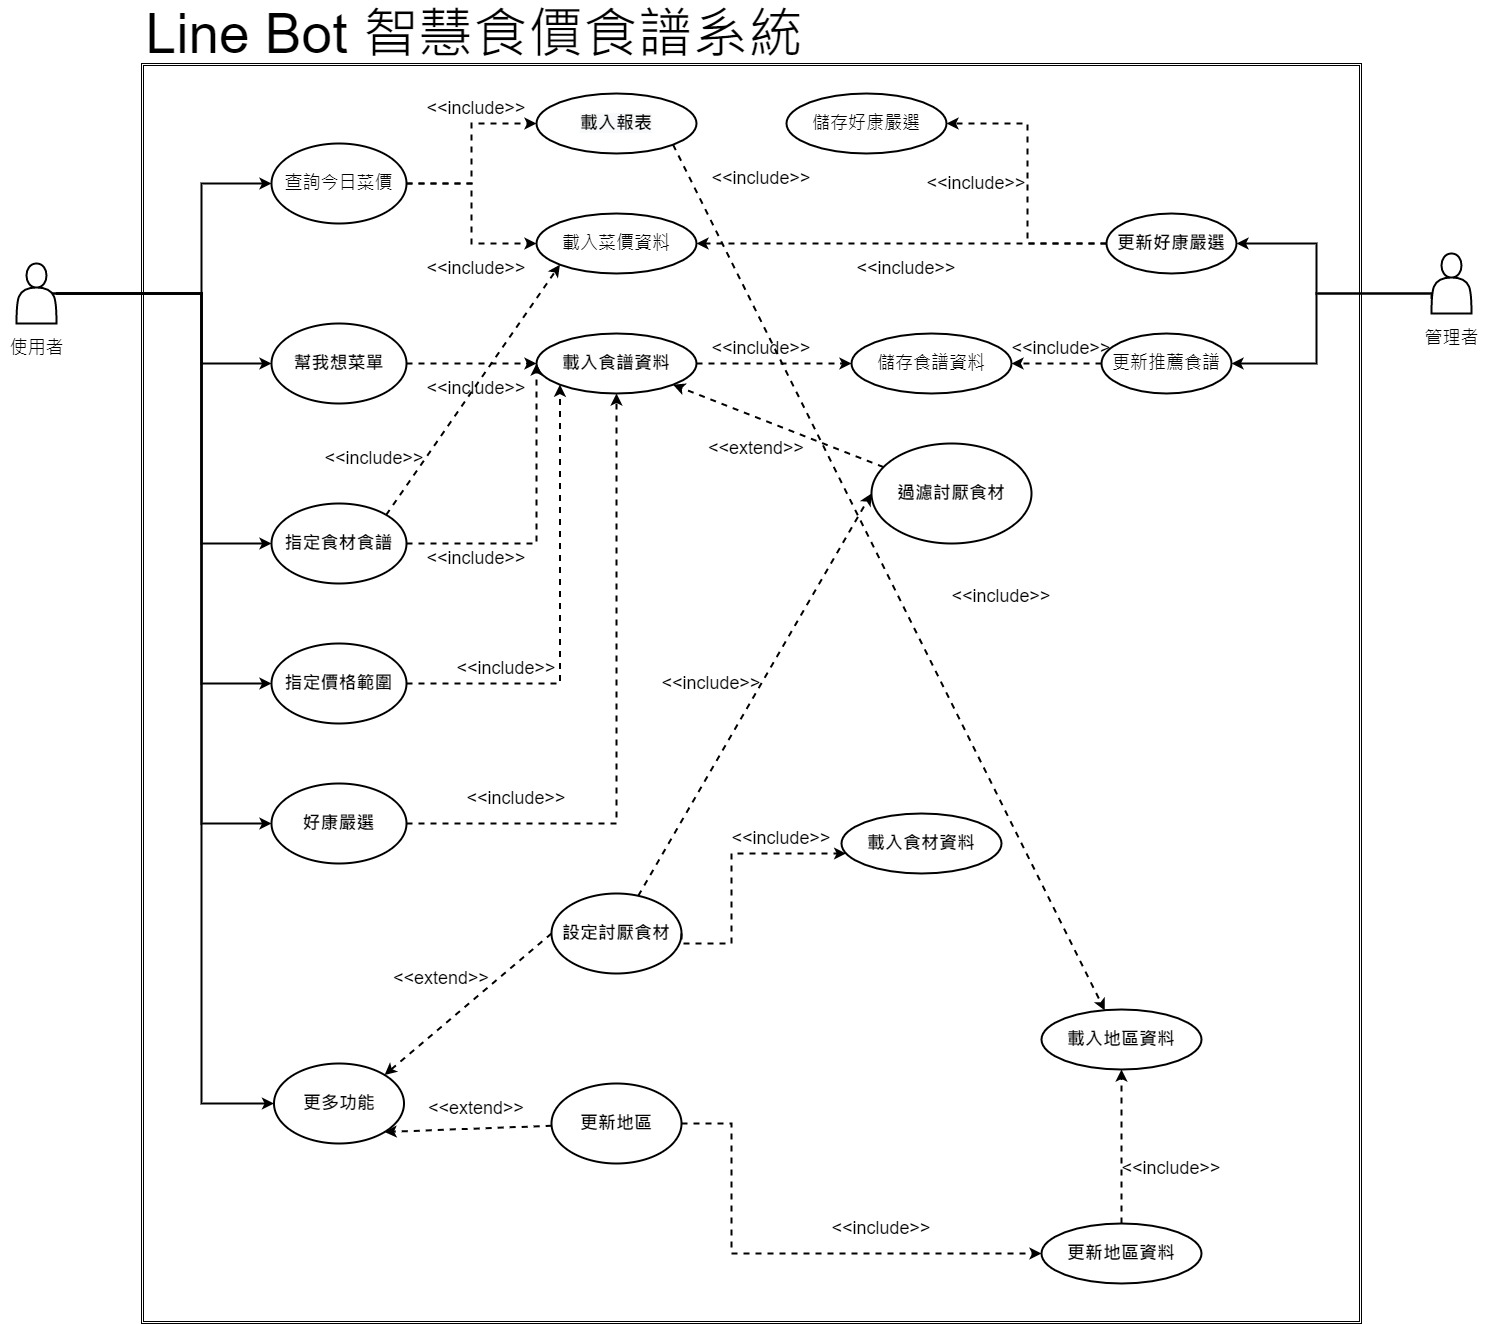 Line Bot 智慧食價食譜系統
<<include>>
載入報表
儲存好康嚴選
查詢今日菜價
<<include>>
<<include>>
載入菜價資料
更新好康嚴選
<<include>>
<<include>>
使用者
管理者
幫我想菜單
載入食譜資料
<<include>>
儲存食譜資料
<<include>>
更新推薦食譜
<<include>>
<<include>>
<<extend>>
過濾討厭食材
指定食材食譜
<<include>>
<<include>>
指定價格範圍
<<include>>
<<include>>
好康嚴選
<<include>>
<<include>>
載入食材資料
設定討厭食材
<<extend>>
載入地區資料
更多功能
<<extend>>
更新地區
<<include>>
<<include>>
更新地區資料